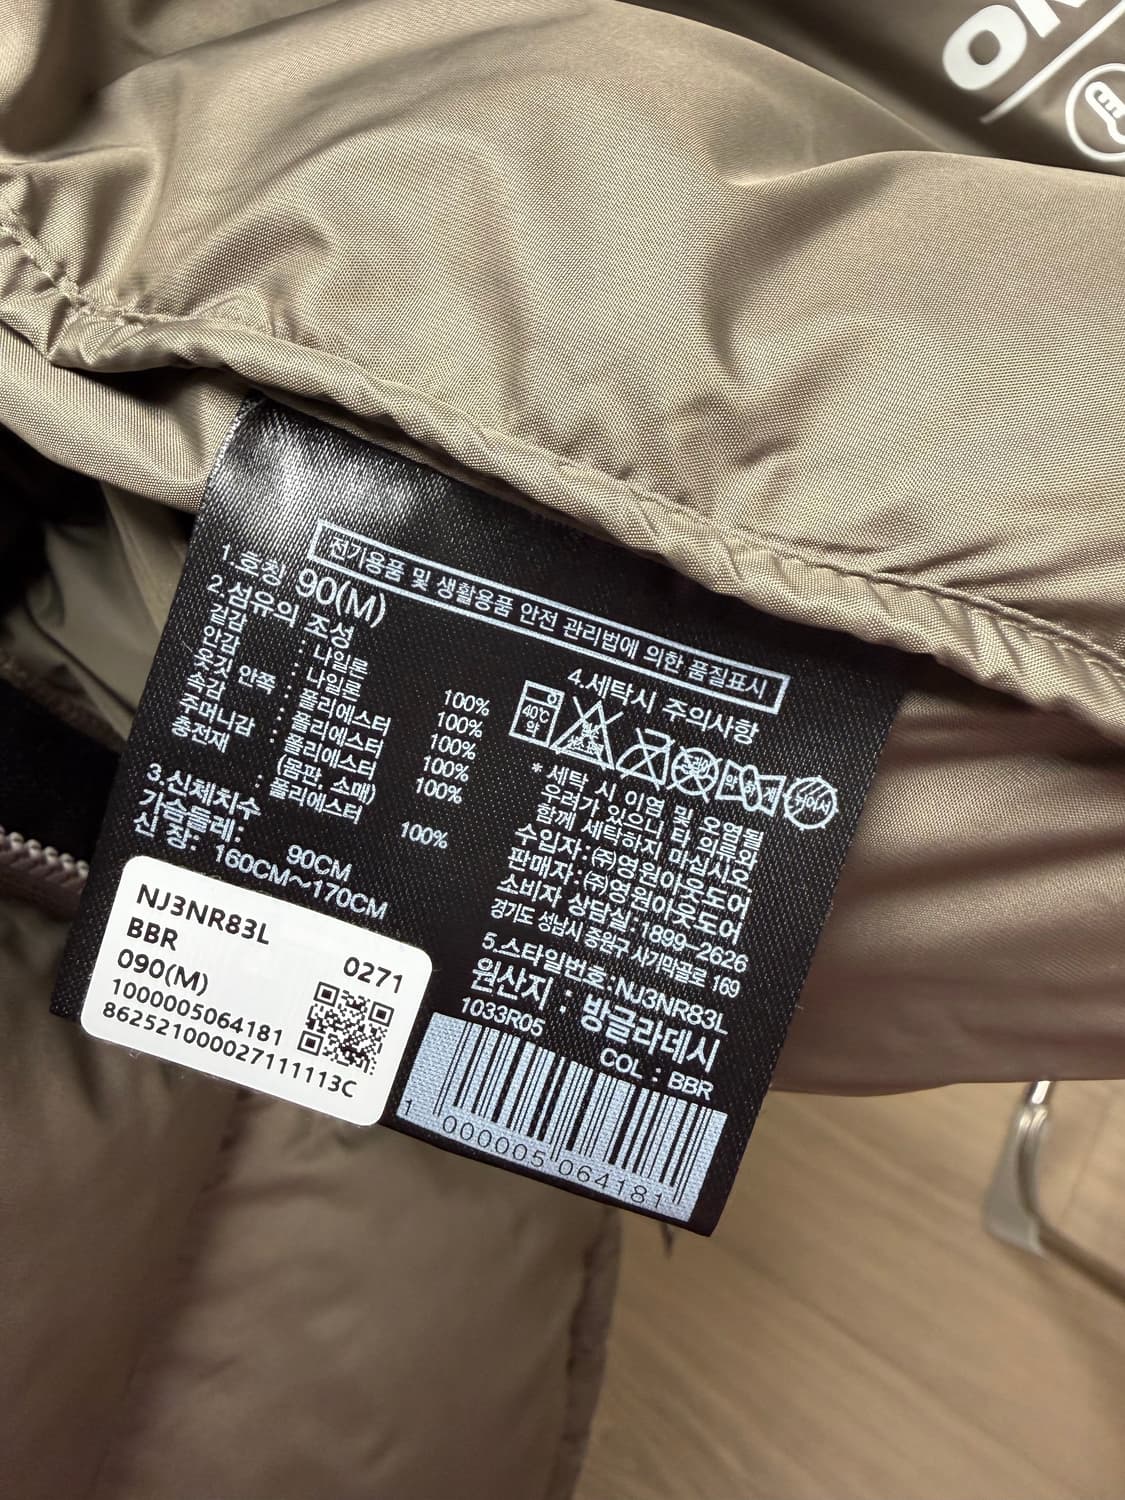 전기용품 및 생활용품 안전 관리법에 의한 품질표시
1.호칭 90(M)
2.섬유의 조성
겉감 : 나일론 100%
안감 : 나일론 100%
옷깃 안쪽 : 폴리에스터 100%
속감 : 폴리에스터 100%
주머니감 : 폴리에스터 100%
충전재 (몸판, 소매)
: 폴리에스터 100%
3.신체치수
가슴둘레: 90CM
신 장: 160CM~170CM
4.세탁시 주의사항
40℃
약
* 세탁 시 이염 및 오염될
우려가 있으니 타 의류와
함께 세탁하지 마십시오.
수입자:㈜영원아웃도어
판매자:㈜영원아웃도어
소비자 상담실: 1899-2626
경기도 성남시 중원구 사기막골로 169
5.스타일번호:NJ3NR83L
원산지 : 방글라데시
1033R05
COL : BBR
1 000005 064181
NJ3NR83L
BBR 0271
090(M)
1000005064181
862521000027111113C